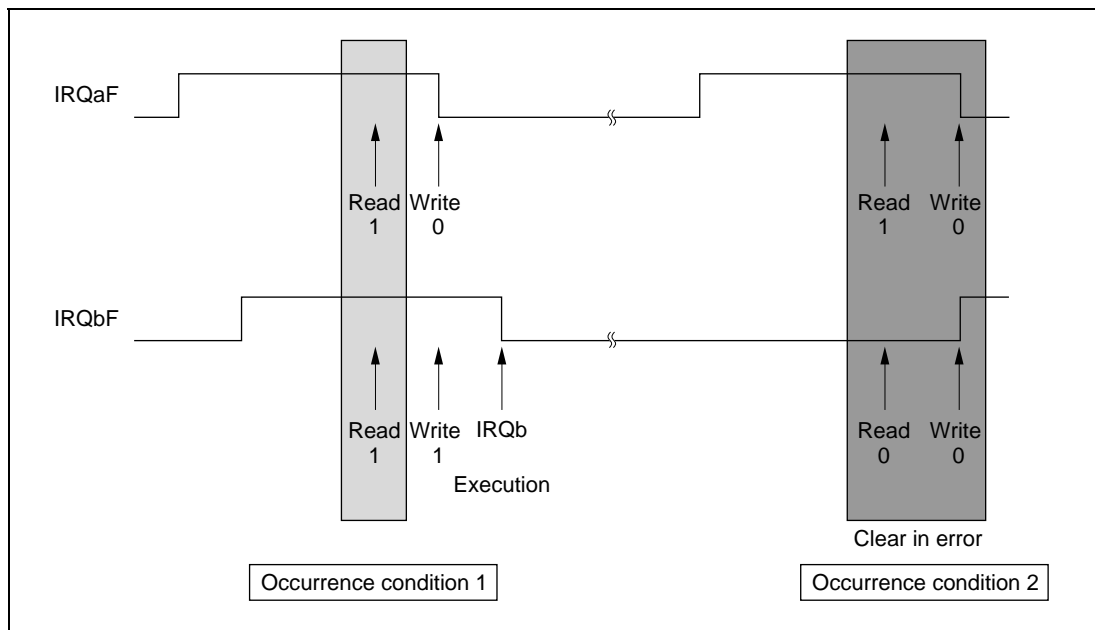 IRQaF
Read Write
1 0
Read Write
1 0
IRQbF
Read Write IRQb
1 1
Execution
Read Write
0 0
Clear in error
Occurrence condition 1
Occurrence condition 2